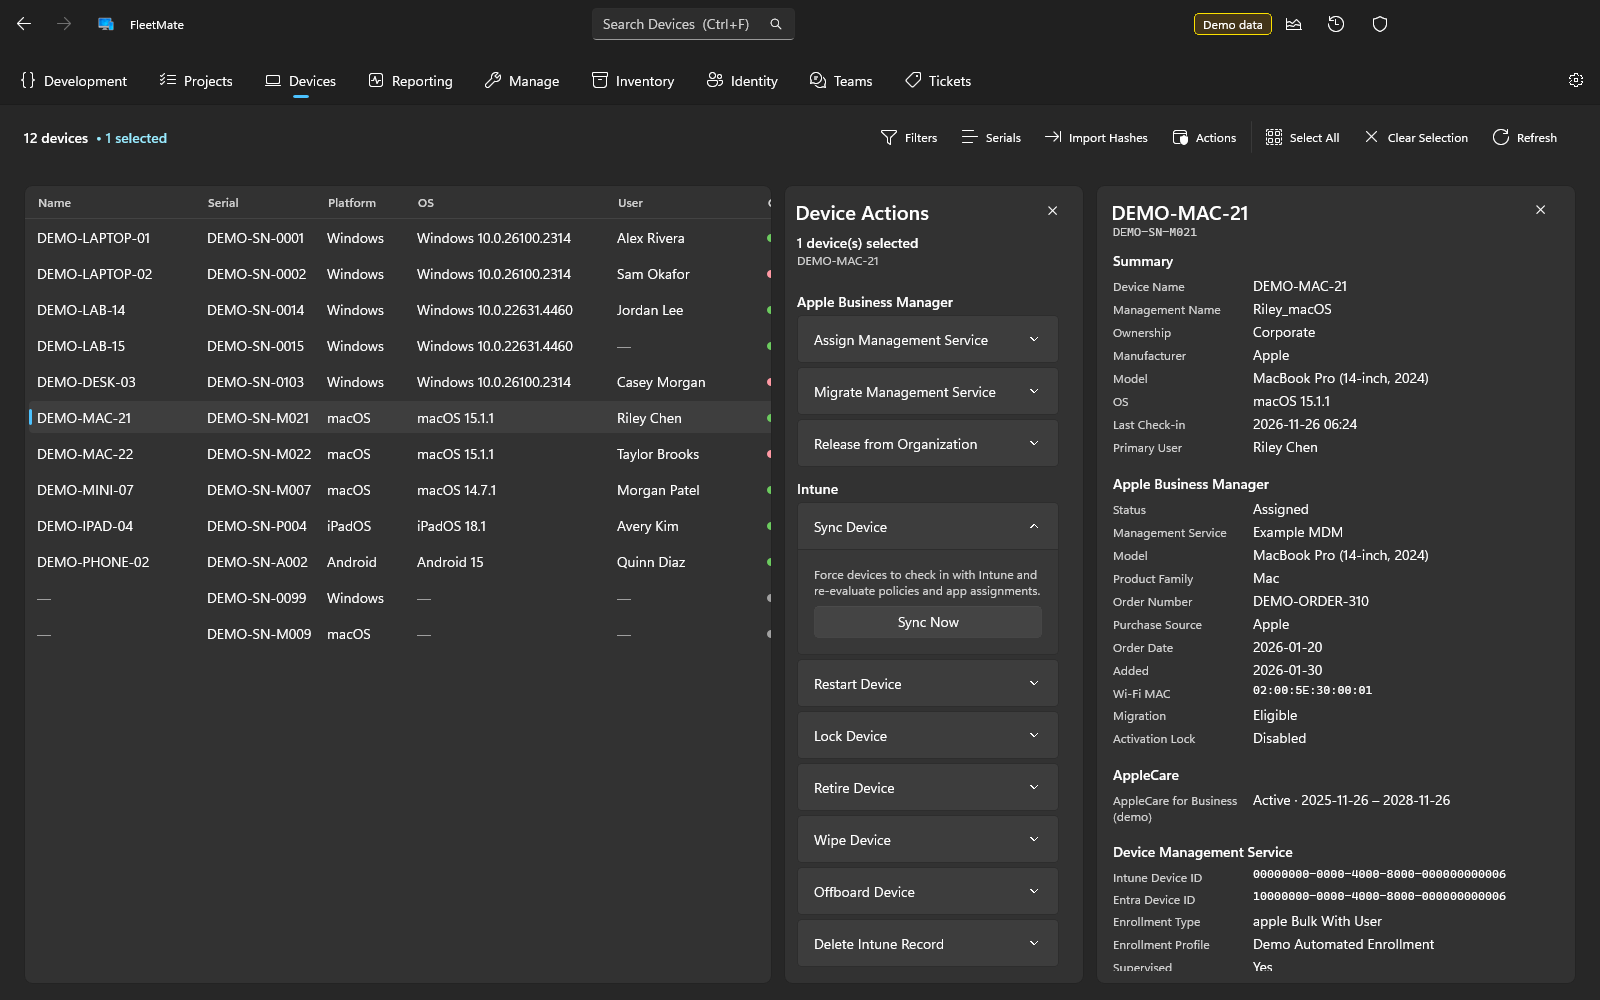 FleetMate
Search Devices (Ctrl+F)
Demo data
Development
Projects
Devices
Reporting
Manage
Inventory
Identity
Teams
Tickets
12 devices • 1 selected
Filters
Serials
Import Hashes
Actions
Select All
Clear Selection
Refresh
Name Serial Platform OS User
DEMO-LAPTOP-01 DEMO-SN-0001 Windows Windows 10.0.26100.2314 Alex Rivera
DEMO-LAPTOP-02 DEMO-SN-0002 Windows Windows 10.0.26100.2314 Sam Okafor
DEMO-LAB-14 DEMO-SN-0014 Windows Windows 10.0.22631.4460 Jordan Lee
DEMO-LAB-15 DEMO-SN-0015 Windows Windows 10.0.22631.4460 —
DEMO-DESK-03 DEMO-SN-0103 Windows Windows 10.0.26100.2314 Casey Morgan
DEMO-MAC-21 DEMO-SN-M021 macOS macOS 15.1.1 Riley Chen
DEMO-MAC-22 DEMO-SN-M022 macOS macOS 15.1.1 Taylor Brooks
DEMO-MINI-07 DEMO-SN-M007 macOS macOS 14.7.1 Morgan Patel
DEMO-IPAD-04 DEMO-SN-P004 iPadOS iPadOS 18.1 Avery Kim
DEMO-PHONE-02 DEMO-SN-A002 Android Android 15 Quinn Diaz
— DEMO-SN-0099 Windows — —
— DEMO-SN-M009 macOS — —
Device Actions
1 device(s) selected
DEMO-MAC-21
Apple Business Manager
Assign Management Service
Migrate Management Service
Release from Organization
Intune
Sync Device
Force devices to check in with Intune and
re-evaluate policies and app assignments.
Sync Now
Restart Device
Lock Device
Retire Device
Wipe Device
Offboard Device
Delete Intune Record
DEMO-MAC-21
DEMO-SN-M021
Summary
Device Name DEMO-MAC-21
Management Name Riley_macOS
Ownership Corporate
Manufacturer Apple
Model MacBook Pro (14-inch, 2024)
OS macOS 15.1.1
Last Check-in 2026-11-26 06:24
Primary User Riley Chen
Apple Business Manager
Status Assigned
Management Service Example MDM
Model MacBook Pro (14-inch, 2024)
Product Family Mac
Order Number DEMO-ORDER-310
Purchase Source Apple
Order Date 2026-01-20
Added 2026-01-30
Wi-Fi MAC 02:00:5E:30:00:01
Migration Eligible
Activation Lock Disabled
AppleCare
AppleCare for Business Active · 2025-11-26 – 2028-11-26
(demo)
Device Management Service
Intune Device ID 00000000-0000-4000-8000-000000000006
Entra Device ID 10000000-0000-4000-8000-000000000006
Enrollment Type apple Bulk With User
Enrollment Profile Demo Automated Enrollment
Supervised Yes